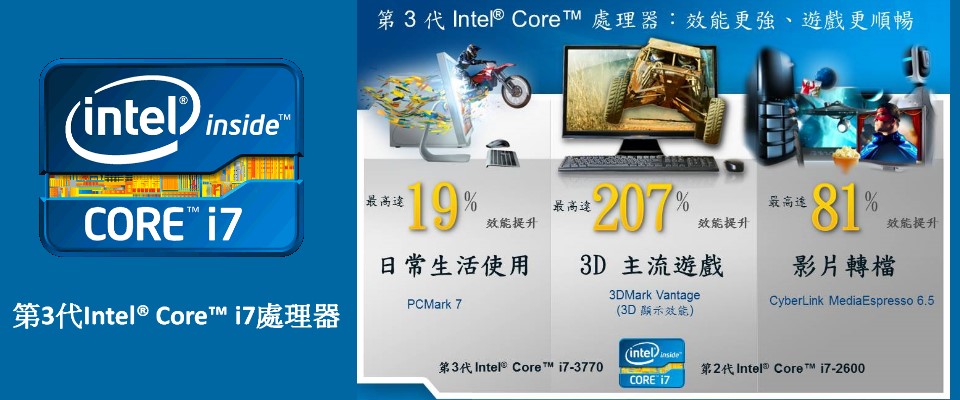 intel® inside™
CORE™ i7
第3代Intel® Core™ i7處理器
第 3 代 Intel® Core™ 處理器：效能更強、遊戲更順暢
最高達 19% 效能提升
日常生活使用
PCMark 7
最高達 207% 效能提升
3D 主流遊戲
3DMark Vantage
(3D 顯示效能)
最高達 81% 效能提升
影片轉檔
CyberLink MediaEspresso 6.5
第3代 Intel® Core™ i7-3770
intel inside™
CORE i7
第2代 Intel® Core™ i7-2600